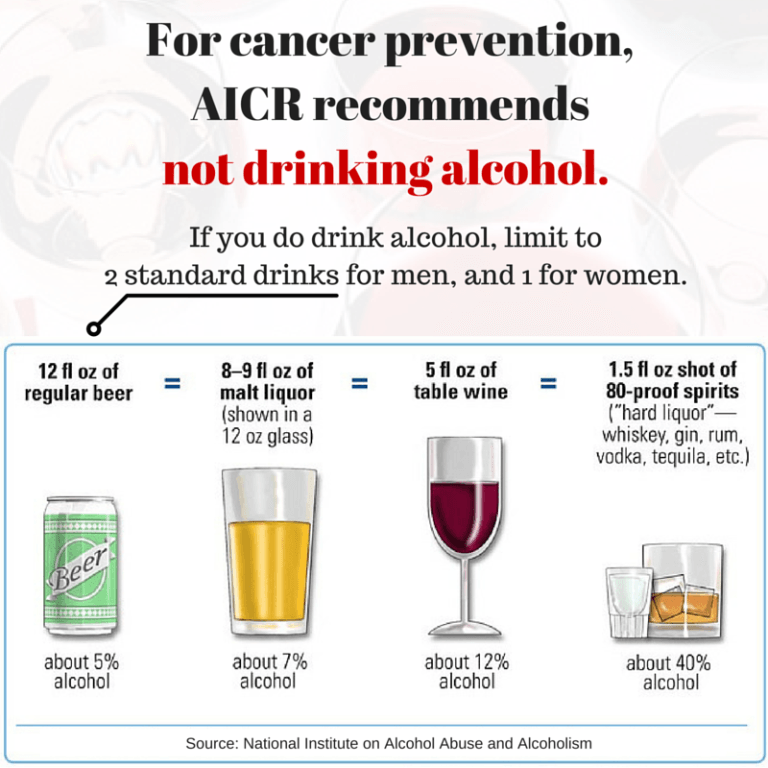 For cancer prevention,
AICR recommends
not drinking alcohol.
If you do drink alcohol, limit to
2 standard drinks for men, and 1 for women.
12 fl oz of
regular beer
=
8–9 fl oz of
malt liquor
(shown in a
12 oz glass)
=
5 fl oz of
table wine
=
1.5 fl oz shot of
80-proof spirits
("hard liquor"—
whiskey, gin, rum,
vodka, tequila, etc.)
Beer
about 5%
alcohol
about 7%
alcohol
about 12%
alcohol
about 40%
alcohol
Source: National Institute on Alcohol Abuse and Alcoholism